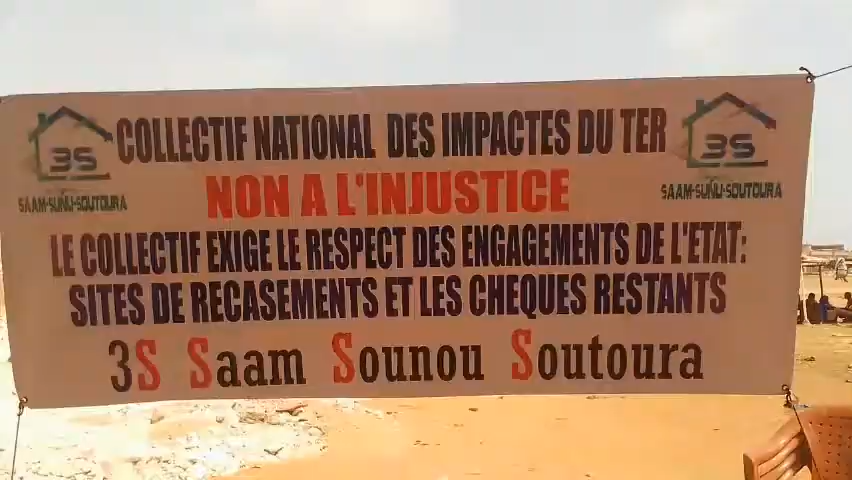 COLLECTIF NATIONAL DES IMPACTES DU TER
3S
SAAM-SUNU-SOUTOURA
3S
SAAM-SUNU-SOUTOURA
NON A L'INJUSTICE
LE COLLECTIF EXIGE LE RESPECT DES ENGAGEMENTS DE L'ETAT:
SITES DE RECASEMENTS ET LES CHEQUES RESTANTS
3S Saam Sounou Soutoura